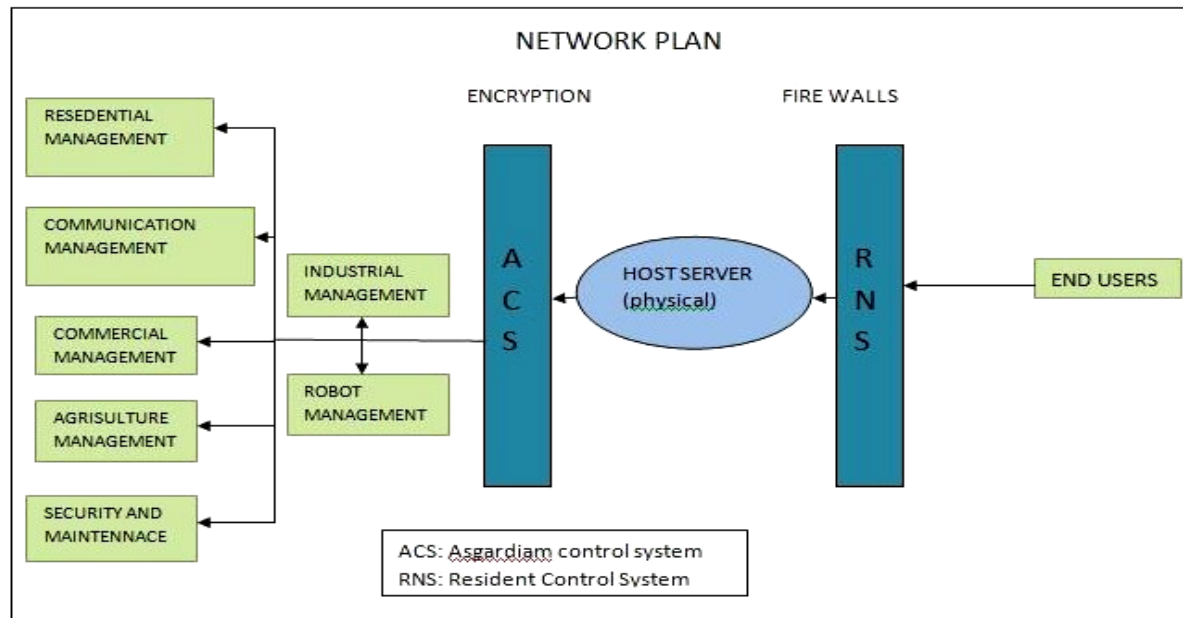 NETWORK PLAN
ENCRYPTION
FIRE WALLS
RESEDENTIAL
MANAGEMENT
COMMUNICATION
MANAGEMENT
COMMERCIAL
MANAGEMENT
AGRISULTURE
MANAGEMENT
SECURITY AND
MAINTENNACE
INDUSTRIAL
MANAGEMENT
ROBOT
MANAGEMENT
A
C
S
HOST SERVER
(physical)
R
N
S
END USERS
ACS: Asgardiam control system
RNS: Resident Control System